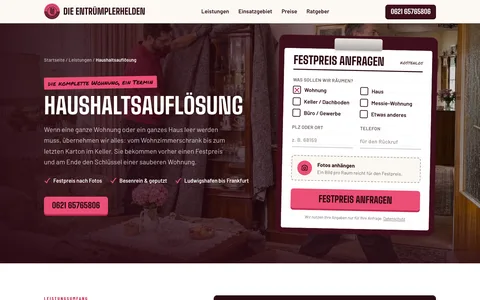 DIE ENTRÜMPLERHELDEN
Leistungen Einsatzgebiet Preise Ratgeber
0621 65765806
Startseite / Leistungen / Haushaltsauflösung
DIE KOMPLETTE WOHNUNG, EIN TERMIN
HAUSHALTSAUFLÖSUNG
Wenn eine ganze Wohnung oder ein ganzes Haus leer werden
muss, übernehmen wir alles: vom Wohnzimmerschrank bis zum
letzten Karton im Keller. Sie bekommen vorher einen Festpreis
und am Ende den Schlüssel einer sauberen Wohnung.
Festpreis nach Fotos Besenrein & geputzt Ludwigshafen bis Frankfurt
0621 65765806
FESTPREIS ANFRAGEN
KOSTENLOS
WAS SOLLEN WIR RÄUMEN?
Wohnung Haus
Keller / Dachboden Messie-Wohnung
Büro / Gewerbe Etwas anderes
PLZ ODER ORT TELEFON
z. B. 68159 für den Rückruf
Fotos anhängen
Ein Bild pro Raum reicht für den Festpreis.
FESTPREIS ANFRAGEN
Wir nutzen Ihre Angaben nur für Ihre Anfrage. Datenschutz
LEISTUNGSUMFANG